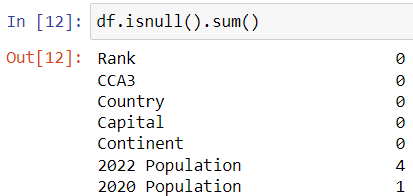 In [12]: df.isnull().sum()
Out[12]: Rank 0
CCA3 0
Country 0
Capital 0
Continent 0
2022 Population 4
2020 Population 1